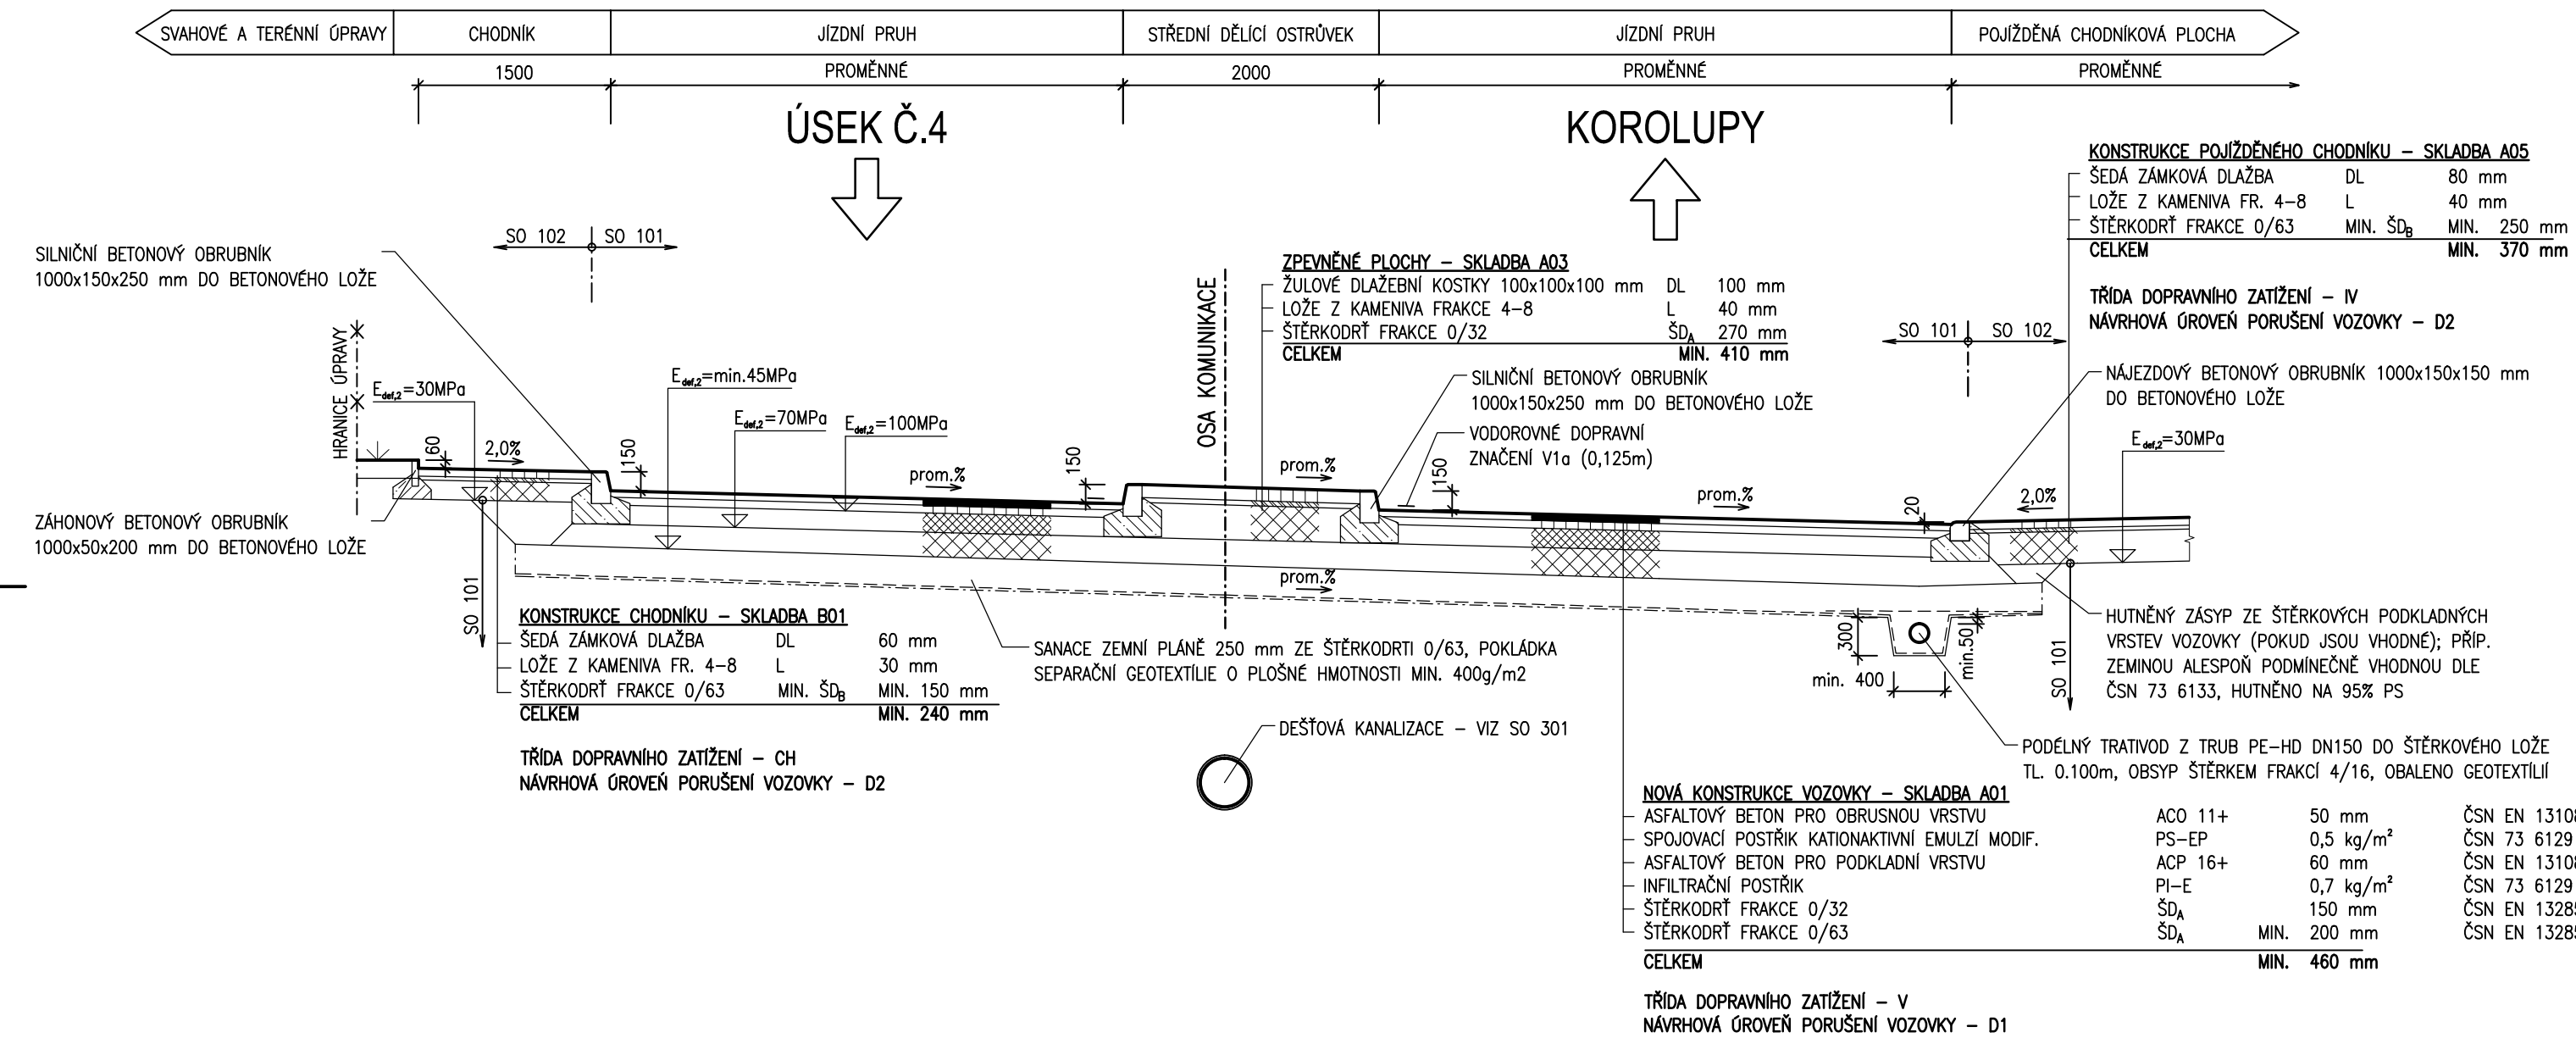 SVAHOVÉ A TERÉNNÍ ÚPRAVY
CHODNÍK
JÍZDNÍ PRUH
STŘEDNÍ DĚLÍCÍ OSTRŮVEK
JÍZDNÍ PRUH
POJÍŽDĚNÁ CHODNÍKOVÁ PLOCHA
1500
PROMĚNNÉ
2000
PROMĚNNÉ
PROMĚNNÉ
ÚSEK Č.4
KOROLUPY
KONSTRUKCE POJÍŽDĚNÉHO CHODNÍKU – SKLADBA A05
ŠEDÁ ZÁMKOVÁ DLAŽBA DL 80 mm
LOŽE Z KAMENIVA FR. 4–8 L 40 mm
ŠTĚRKODRŤ FRAKCE 0/63 MIN. ŠDB MIN. 250 mm
CELKEM MIN. 370 mm
TŘÍDA DOPRAVNÍHO ZATÍŽENÍ – IV
NÁVRHOVÁ ÚROVEŇ PORUŠENÍ VOZOVKY – D2
SO 102 SO 101
SILNIČNÍ BETONOVÝ OBRUBNÍK
1000x150x250 mm DO BETONOVÉHO LOŽE
ZPEVNĚNÉ PLOCHY – SKLADBA A03
ŽULOVÉ DLAŽEBNÍ KOSTKY 100x100x100 mm DL 100 mm
LOŽE Z KAMENIVA FRAKCE 4–8 L 40 mm
ŠTĚRKODRŤ FRAKCE 0/32 ŠDA 270 mm
CELKEM MIN. 410 mm
OSA KOMUNIKACE
SO 101 SO 102
HRANICE ÚPRAVY
Edef,2=30MPa
Edef,2=min.45MPa
Edef,2=70MPa
Edef,2=100MPa
SILNIČNÍ BETONOVÝ OBRUBNÍK
1000x150x250 mm DO BETONOVÉHO LOŽE
VODOROVNÉ DOPRAVNÍ
ZNAČENÍ V1a (0,125m)
NÁJEZDOVÝ BETONOVÝ OBRUBNÍK 1000x150x150 mm
DO BETONOVÉHO LOŽE
Edef,2=30MPa
60
2,0%
150
prom.%
150
prom.%
150
prom.%
20
2,0%
prom.%
ZÁHONOVÝ BETONOVÝ OBRUBNÍK
1000x50x200 mm DO BETONOVÉHO LOŽE
SO 101
KONSTRUKCE CHODNÍKU – SKLADBA B01
ŠEDÁ ZÁMKOVÁ DLAŽBA DL 60 mm
LOŽE Z KAMENIVA FR. 4–8 L 30 mm
ŠTĚRKODRŤ FRAKCE 0/63 MIN. ŠDB MIN. 150 mm
CELKEM MIN. 240 mm
TŘÍDA DOPRAVNÍHO ZATÍŽENÍ – CH
NÁVRHOVÁ ÚROVEŇ PORUŠENÍ VOZOVKY – D2
SANACE ZEMNÍ PLÁNĚ 250 mm ZE ŠTĚRKODRTI 0/63, POKLÁDKA
SEPARAČNÍ GEOTEXTÍLIE O PLOŠNÉ HMOTNOSTI MIN. 400g/m2
DEŠŤOVÁ KANALIZACE – VIZ SO 301
300
min. 400
min.50
SO 101
HUTNĚNÝ ZÁSYP ZE ŠTĚRKOVÝCH PODKLADNÝCH
VRSTEV VOZOVKY (POKUD JSOU VHODNÉ); PŘÍP.
ZEMINOU ALESPOŇ PODMÍNEČNĚ VHODNOU DLE
ČSN 73 6133, HUTNĚNO NA 95% PS
PODÉLNÝ TRATIVOD Z TRUB PE–HD DN150 DO ŠTĚRKOVÉHO LOŽE
TL. 0.100m, OBSYP ŠTĚRKEM FRAKCÍ 4/16, OBALENO GEOTEXTÍLIÍ
NOVÁ KONSTRUKCE VOZOVKY – SKLADBA A01
ASFALTOVÝ BETON PRO OBRUSNOU VRSTVU ACO 11+ 50 mm ČSN EN 13108
SPOJOVACÍ POSTŘIK KATIONAKTIVNÍ EMULZÍ MODIF. PS–EP 0,5 kg/m² ČSN 73 6129
ASFALTOVÝ BETON PRO PODKLADNÍ VRSTVU ACP 16+ 60 mm ČSN EN 13108
INFILTRAČNÍ POSTŘIK PI–E 0,7 kg/m² ČSN 73 6129
ŠTĚRKODRŤ FRAKCE 0/32 ŠDA 150 mm ČSN EN 13285
ŠTĚRKODRŤ FRAKCE 0/63 ŠDA MIN. 200 mm ČSN EN 13285
CELKEM MIN. 460 mm
TŘÍDA DOPRAVNÍHO ZATÍŽENÍ – V
NÁVRHOVÁ ÚROVEŇ PORUŠENÍ VOZOVKY – D1